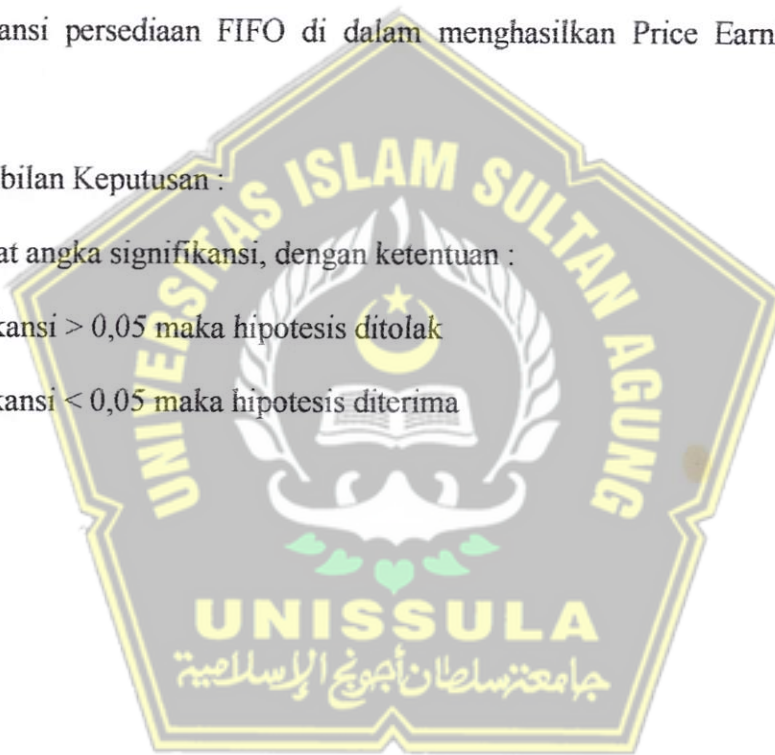 ansi persediaan FIFO di dalam menghasilkan Price Earn
bilan Keputusan :
at angka signifikansi, dengan ketentuan :
kansi > 0,05 maka hipotesis ditolak
kansi < 0,05 maka hipotesis diterima
UNIVERSITAS ISLAM SULTAN AGUNG
UNISSULA
جامعة سلطان أجونج الإسلامية